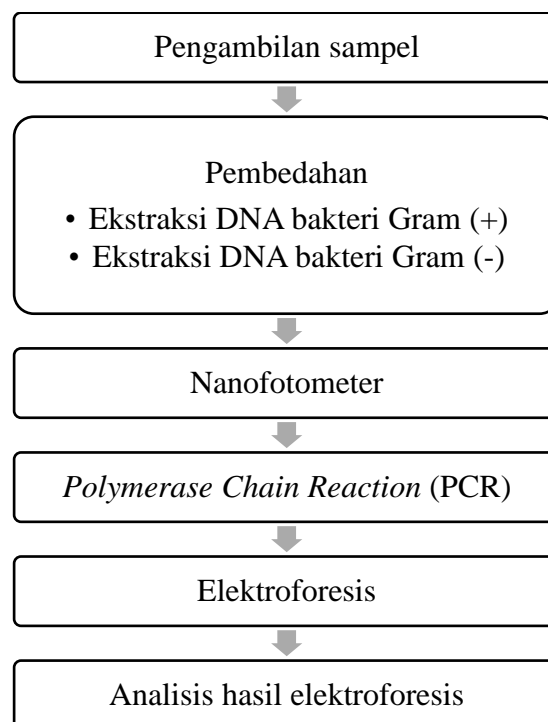 Pengambilan sampel
Pembedahan
• Ekstraksi DNA bakteri Gram (+)
• Ekstraksi DNA bakteri Gram (-)
Nanofotometer
Polymerase Chain Reaction (PCR)
Elektroforesis
Analisis hasil elektroforesis